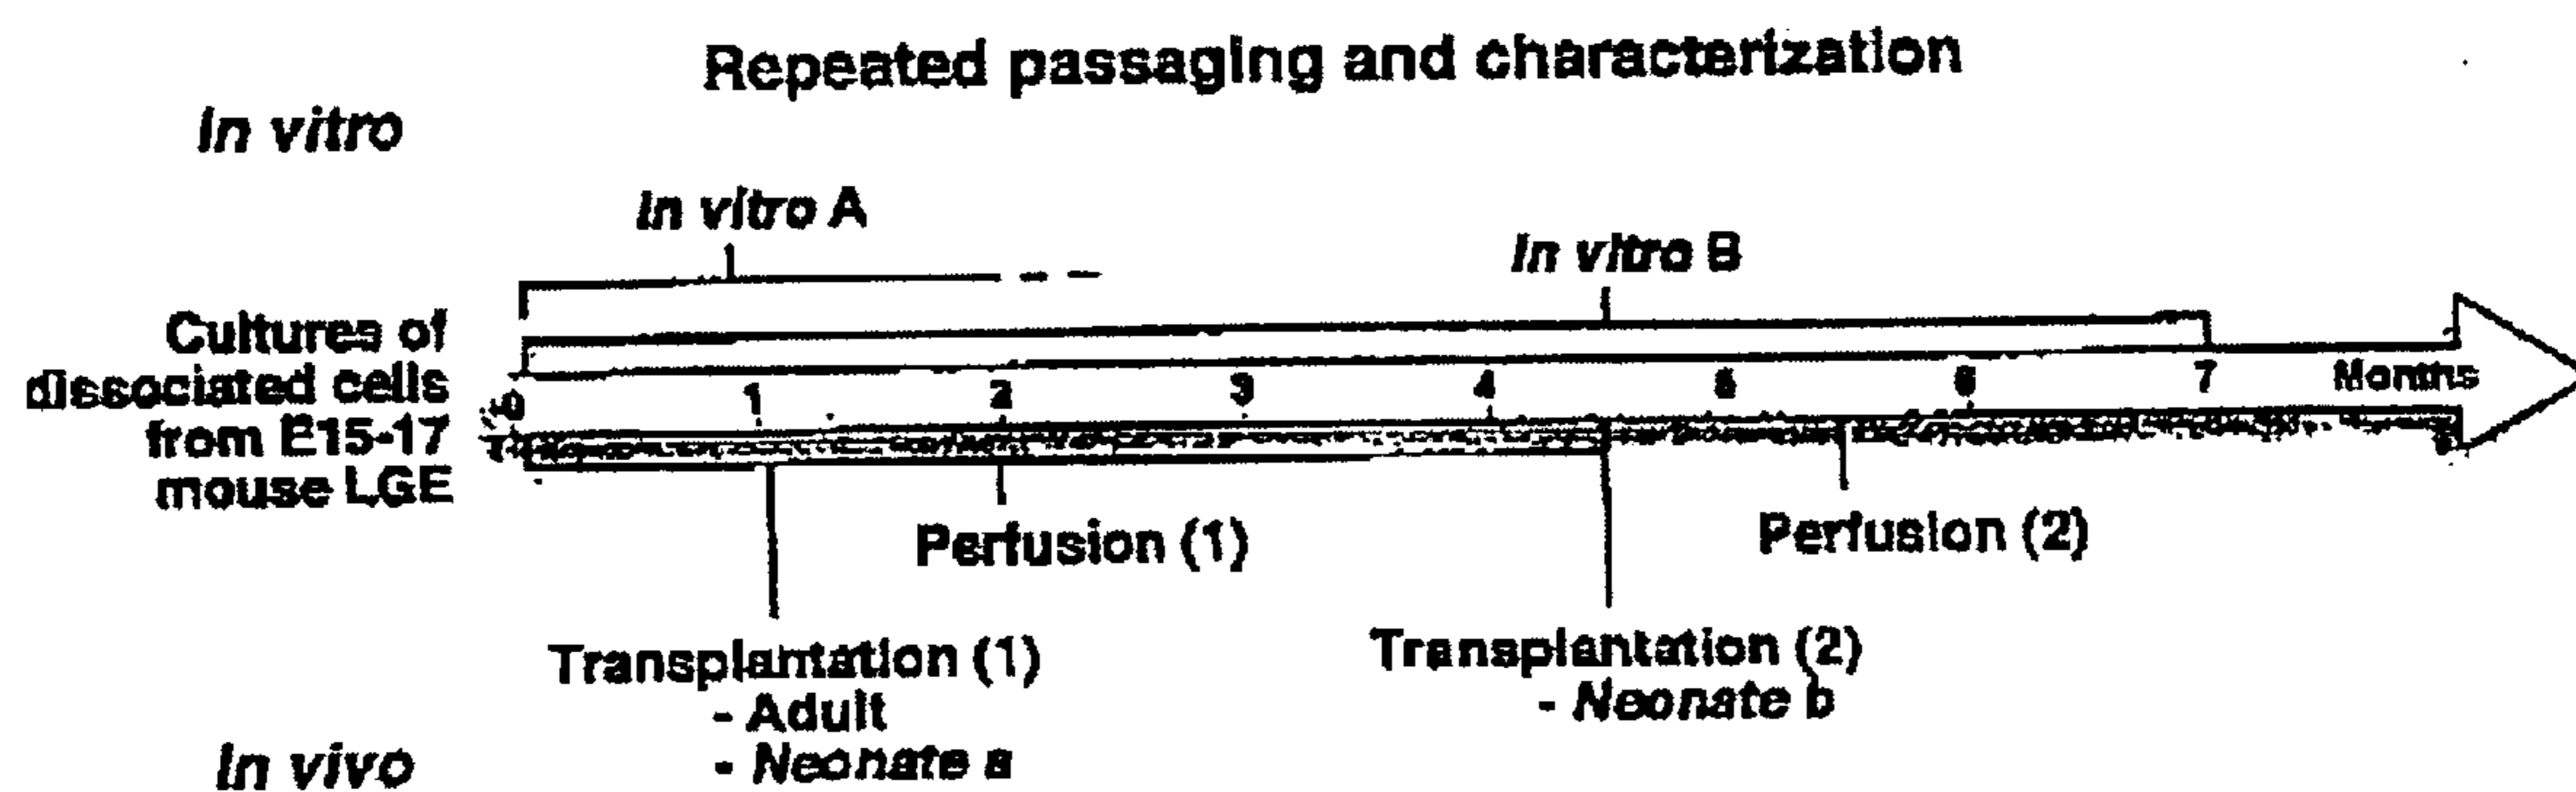 Repeated passaging and characterization
In vitro
In vitro A
In vitro B
Cultures of
dissociated cells
from E15-17
mouse LGE
0 1 2 3 4 5 6 7 Months
Perfusion (1)
Perfusion (2)
Transplantation (1)
- Adult
- Neonate a
Transplantation (2)
- Neonate b
In vivo